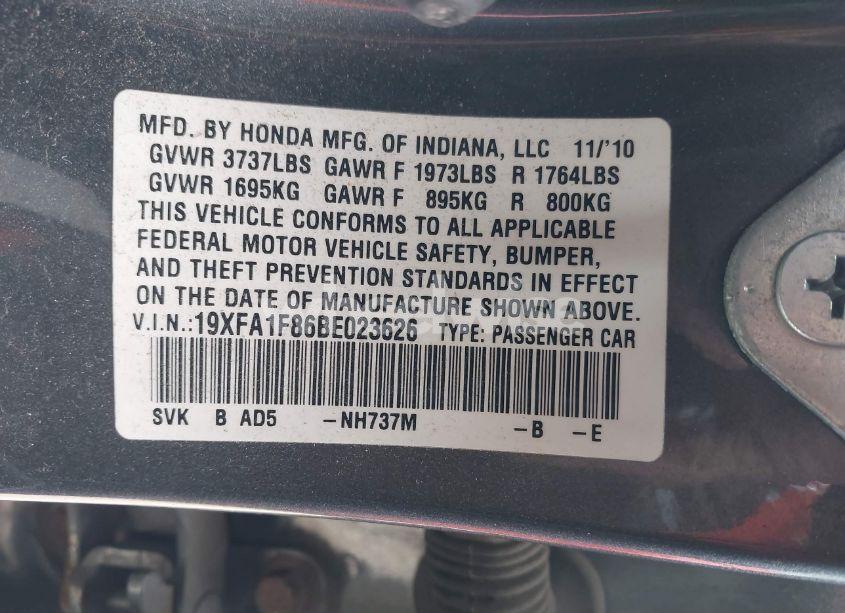 MFD. BY HONDA MFG. OF INDIANA, LLC 11/'10
GVWR 3737LBS GAWR F 1973LBS R 1764LBS
GVWR 1695KG GAWR F 895KG R 800KG
THIS VEHICLE CONFORMS TO ALL APPLICABLE
FEDERAL MOTOR VEHICLE SAFETY, BUMPER,
AND THEFT PREVENTION STANDARDS IN EFFECT
ON THE DATE OF MANUFACTURE SHOWN ABOVE.
V.I.N.:19XFA1F86BE023626 TYPE: PASSENGER CAR
SVK B AD5 -NH737M -B -E